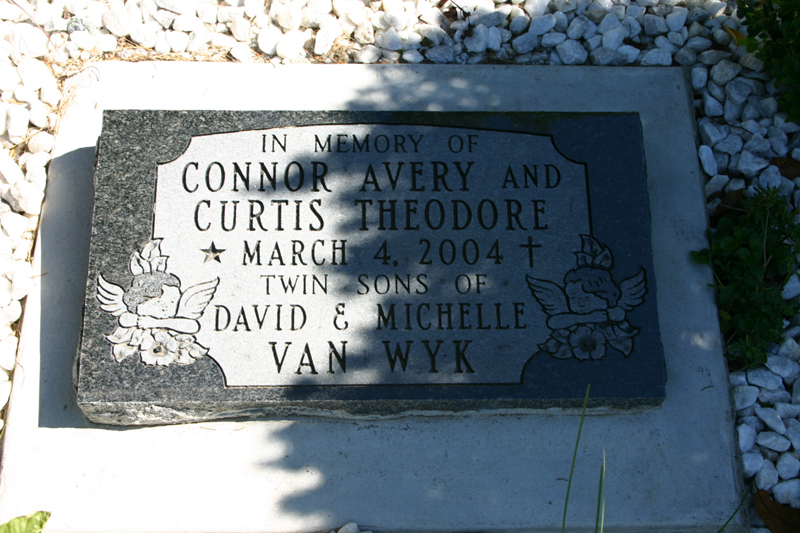 IN MEMORY OF
CONNOR AVERY AND
CURTIS THEODORE
★ MARCH 4, 2004 ✝
TWIN SONS OF
DAVID & MICHELLE
VAN WYK